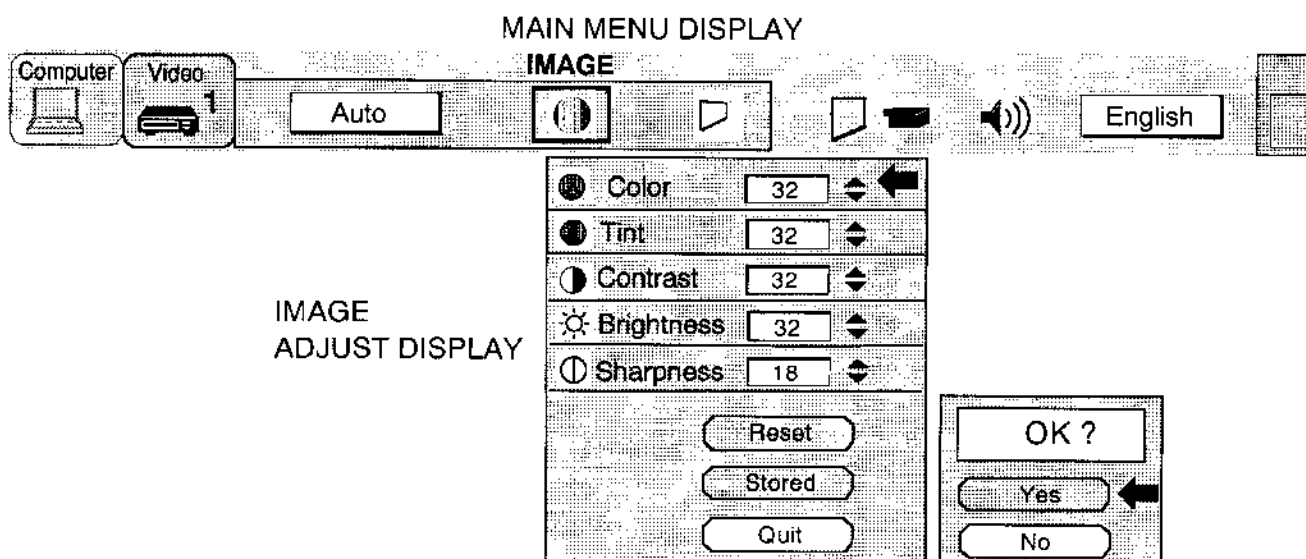 MAIN MENU DISPLAY
IMAGE
Computer
Video
1
Auto
English
Color 32
Tint 32
Contrast 32
IMAGE
ADJUST DISPLAY
Brightness 32
Sharpness 18
Reset
Stored
Quit
OK ?
Yes
No